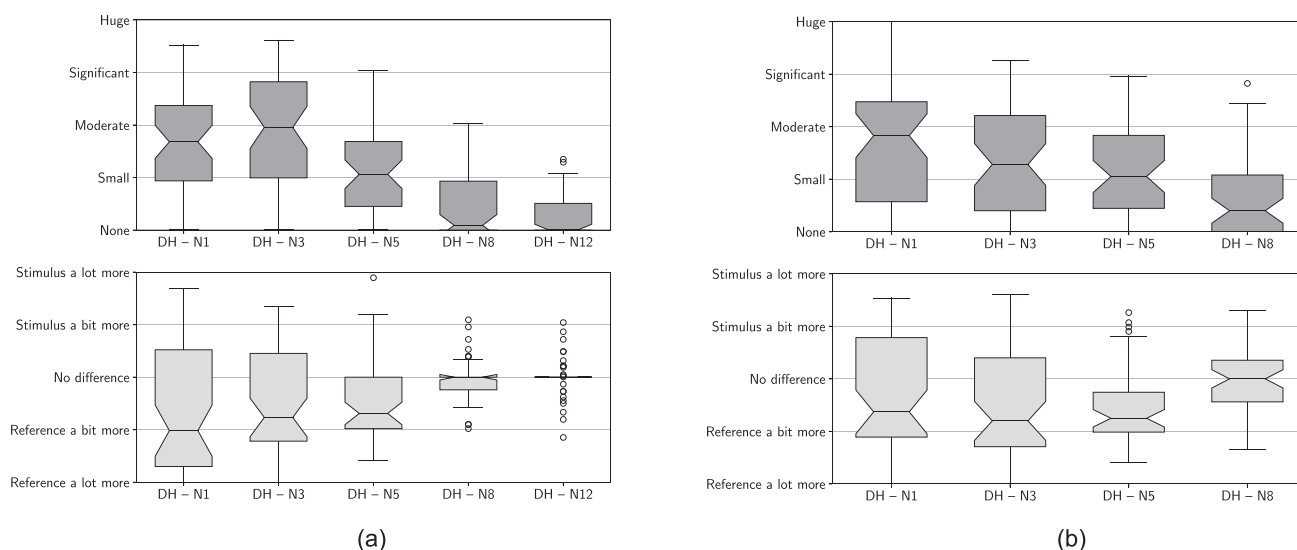 Huge
Significant
Moderate
Small
None
DH – N1 DH – N3 DH – N5 DH – N8 DH – N12
Stimulus a lot more
Stimulus a bit more
No difference
Reference a bit more
Reference a lot more
DH – N1 DH – N3 DH – N5 DH – N8 DH – N12
(a)
Huge
Significant
Moderate
Small
None
DH – N1 DH – N3 DH – N5 DH – N8
Stimulus a lot more
Stimulus a bit more
No difference
Reference a bit more
Reference a lot more
DH – N1 DH – N3 DH – N5 DH – N8
(b)